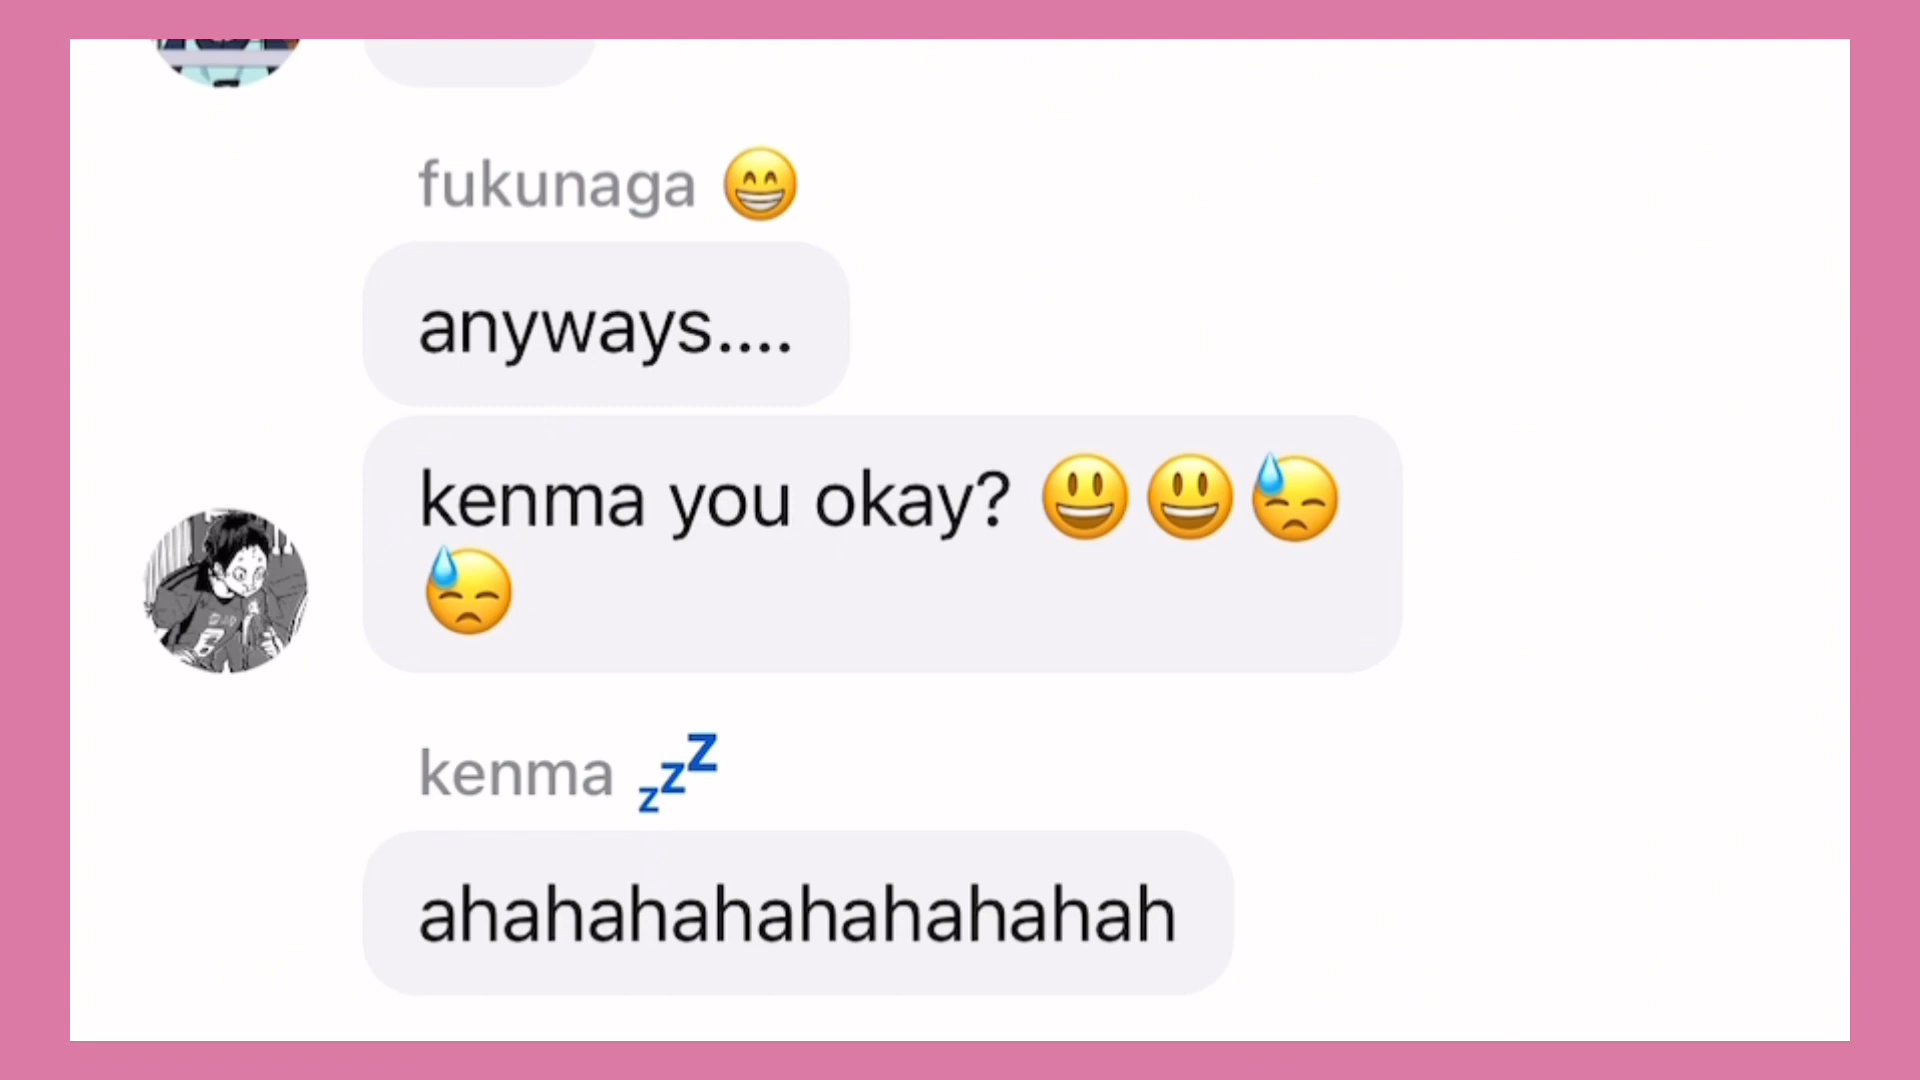 fukunaga 😁
anyways....
kenma you okay? 😃😃😓
😓
kenma 💤
ahahahahahahahahah